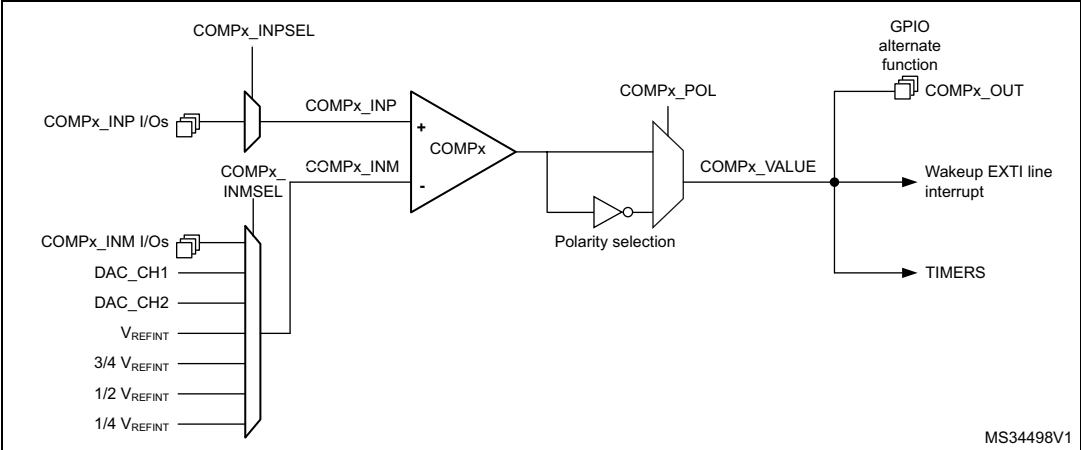 COMPx_INPSEL
COMPx_INP I/Os
COMPx_INP
COMPx_INM
COMPx_
INMSEL
COMPx_INM I/Os
DAC_CH1
DAC_CH2
VREFINT
3/4 VREFINT
1/2 VREFINT
1/4 VREFINT
+
COMPx
-
COMPx_POL
Polarity selection
COMPx_VALUE
GPIO
alternate
function
COMPx_OUT
Wakeup EXTI line
interrupt
TIMERS
MS34498V1